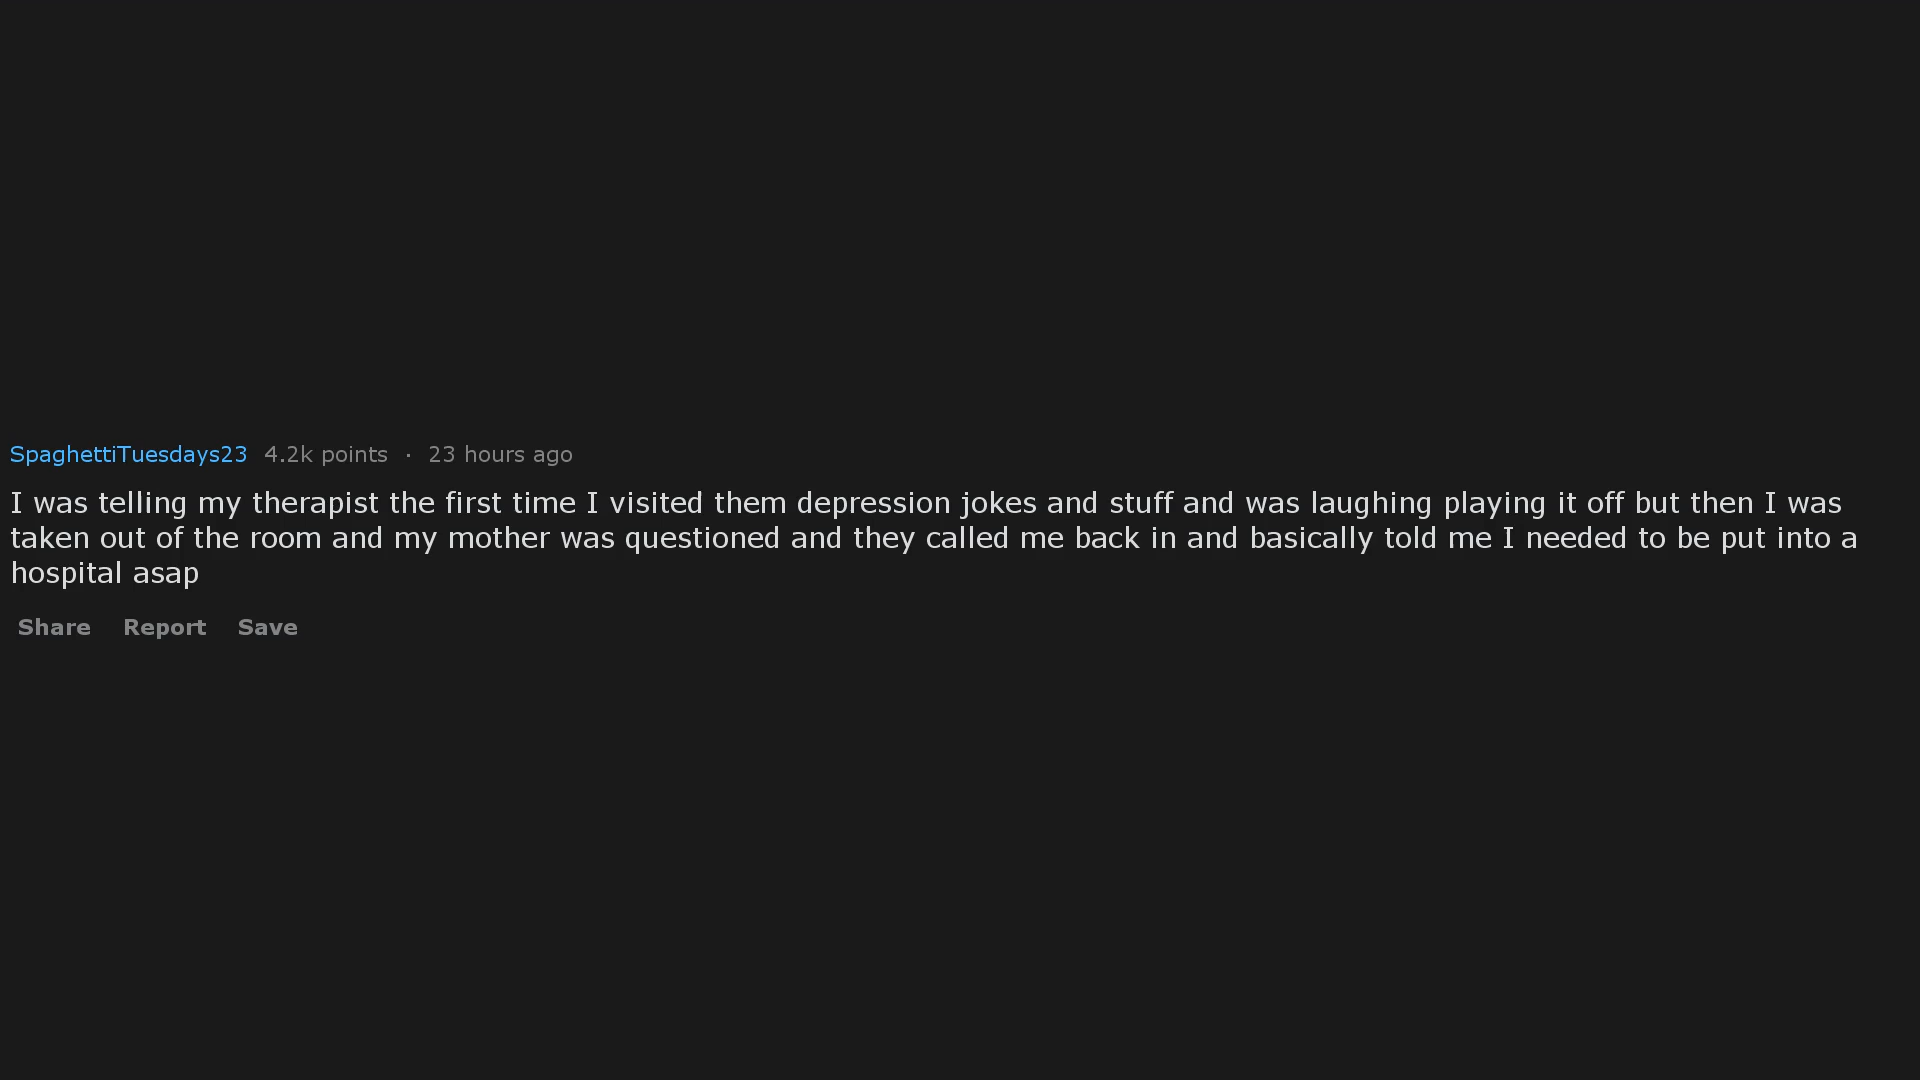 SpaghettiTuesdays23 4.2k points · 23 hours ago
I was telling my therapist the first time I visited them depression jokes and stuff and was laughing playing it off but then I was
taken out of the room and my mother was questioned and they called me back in and basically told me I needed to be put into a
hospital asap
Share Report Save